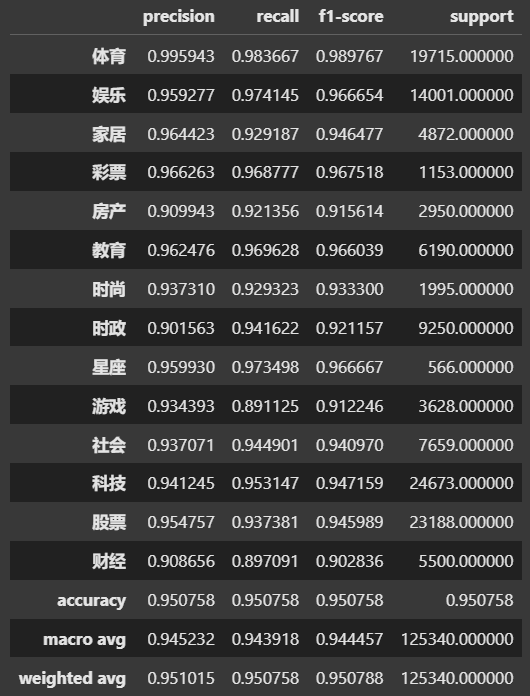 precision recall f1-score support
体育 0.995943 0.983667 0.989767 19715.000000
娱乐 0.959277 0.974145 0.966654 14001.000000
家居 0.964423 0.929187 0.946477 4872.000000
彩票 0.966263 0.968777 0.967518 1153.000000
房产 0.909943 0.921356 0.915614 2950.000000
教育 0.962476 0.969628 0.966039 6190.000000
时尚 0.937310 0.929323 0.933300 1995.000000
时政 0.901563 0.941622 0.921157 9250.000000
星座 0.959930 0.973498 0.966667 566.000000
游戏 0.934393 0.891125 0.912246 3628.000000
社会 0.937071 0.944901 0.940970 7659.000000
科技 0.941245 0.953147 0.947159 24673.000000
股票 0.954757 0.937381 0.945989 23188.000000
财经 0.908656 0.897091 0.902836 5500.000000
accuracy 0.950758 0.950758 0.950758 0.950758
macro avg 0.945232 0.943918 0.944457 125340.000000
weighted avg 0.951015 0.950758 0.950788 125340.000000